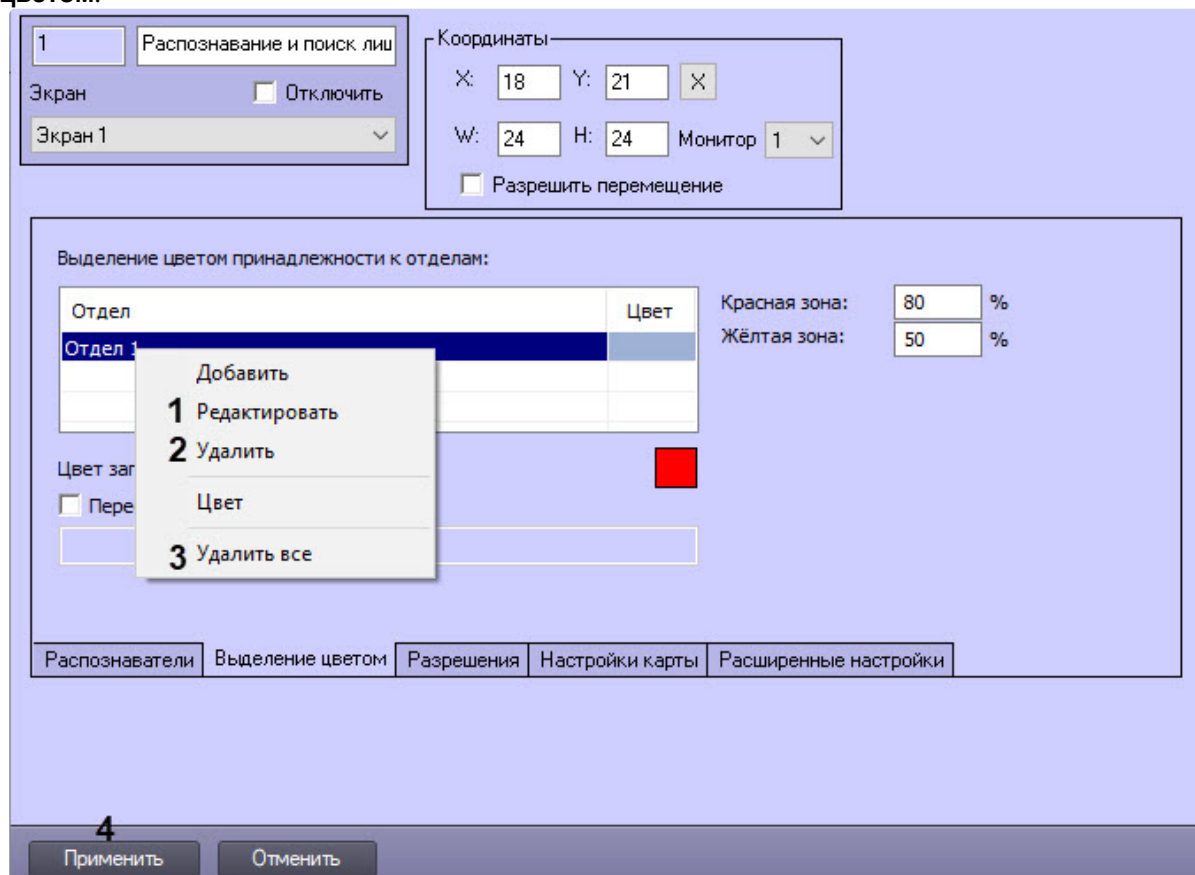 1 Распознавание и поиск лиц
Экран Отключить
Экран 1
Координаты
X: 18 Y: 21 X
W: 24 H: 24 Монитор 1
Разрешить перемещение
Выделение цветом принадлежности к отделам:
Отдел Цвет
Отдел 1
Красная зона: 80 %
Жёлтая зона: 50 %
Добавить
1 Редактировать
2 Удалить
Цвет
3 Удалить все
Цвет
Распознаватели Выделение цветом Разрешения Настройки карты Расширенные настройки
4
Применить Отменить